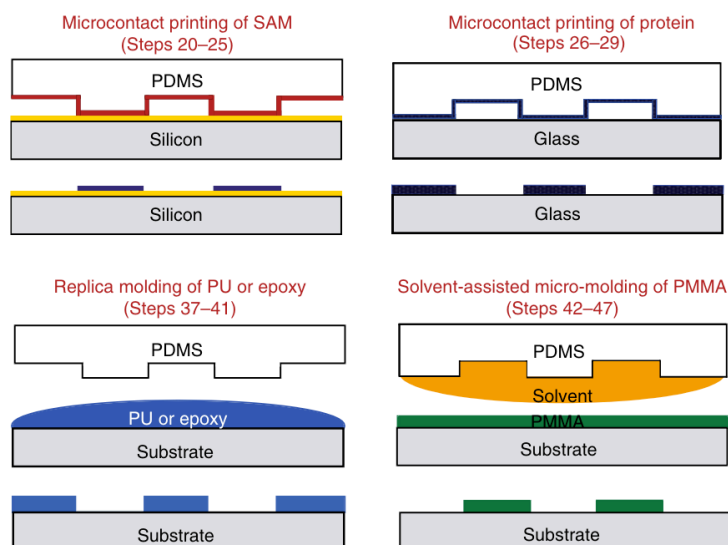 Microcontact printing of SAM
(Steps 20–25)
PDMS
Silicon
Silicon
Microcontact printing of protein
(Steps 26–29)
PDMS
Glass
Glass
Replica molding of PU or epoxy
(Steps 37–41)
PDMS
PU or epoxy
Substrate
Substrate
Solvent-assisted micro-molding of PMMA
(Steps 42–47)
PDMS
Solvent
PMMA
Substrate
Substrate